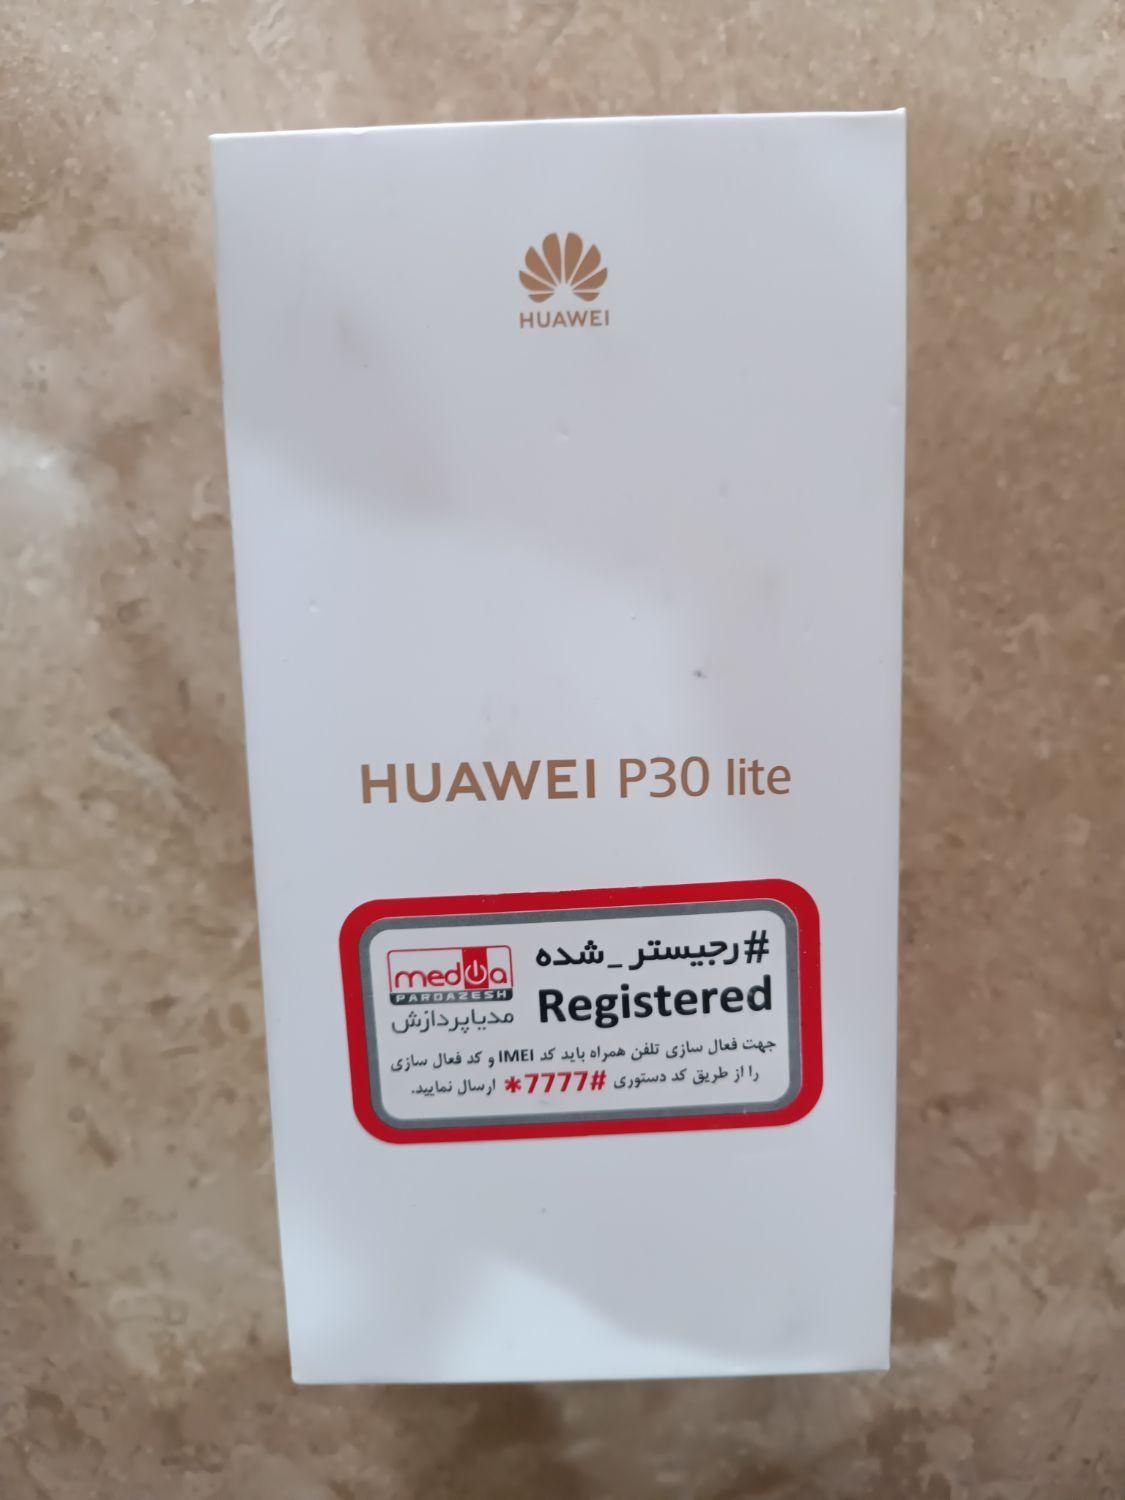 HUAWEI
HUAWEI P30 lite
#رجیستر_شده
Registered
media
PARDAZESH
مدیاپردازش
جهت فعال سازی تلفن همراه باید کد IMEI و کد فعال سازی
را از طریق کد دستوری *7777# ارسال نمایید.